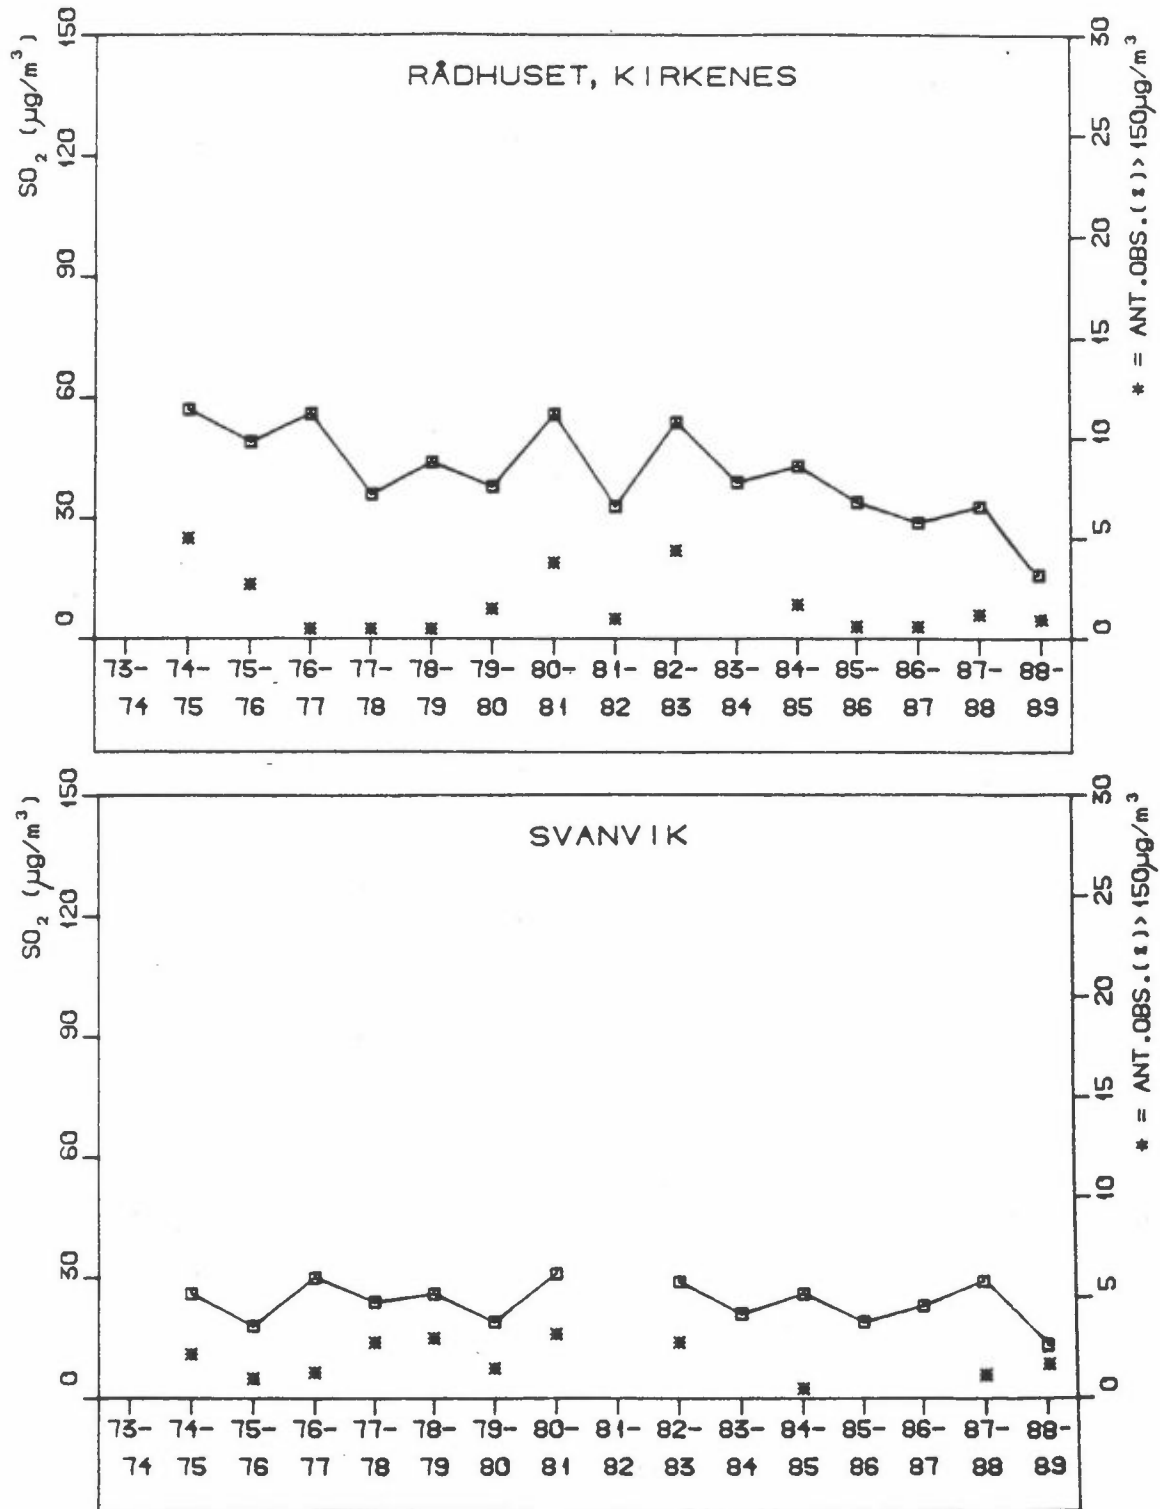 RÅDHUSET, KIRKENES
SO2 (µg/m3)
150
120
90
60
30
0
30
25
20
15
10
5
0
* = ANT.OBS.(%)>150µg/m3
73- 74- 75- 76- 77- 78- 79- 80- 81- 82- 83- 84- 85- 86- 87- 88-
74 75 76 77 78 79 80 81 82 83 84 85 86 87 88 89
SVANVIK
SO2 (µg/m3)
150
120
90
60
30
0
30
25
20
15
10
5
0
* = ANT.OBS.(%)>150µg/m3
73- 74- 75- 76- 77- 78- 79- 80- 81- 82- 83- 84- 85- 86- 87- 88-
74 75 76 77 78 79 80 81 82 83 84 85 86 87 88 89